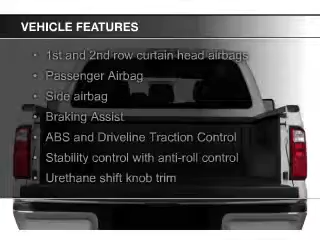 VEHICLE FEATURES
• 1st and 2nd row curtain head airbags
• Passenger Airbag
• Side airbag
• Braking Assist
• ABS and Driveline Traction Control
• Stability control with anti-roll control
• Urethane shift knob trim